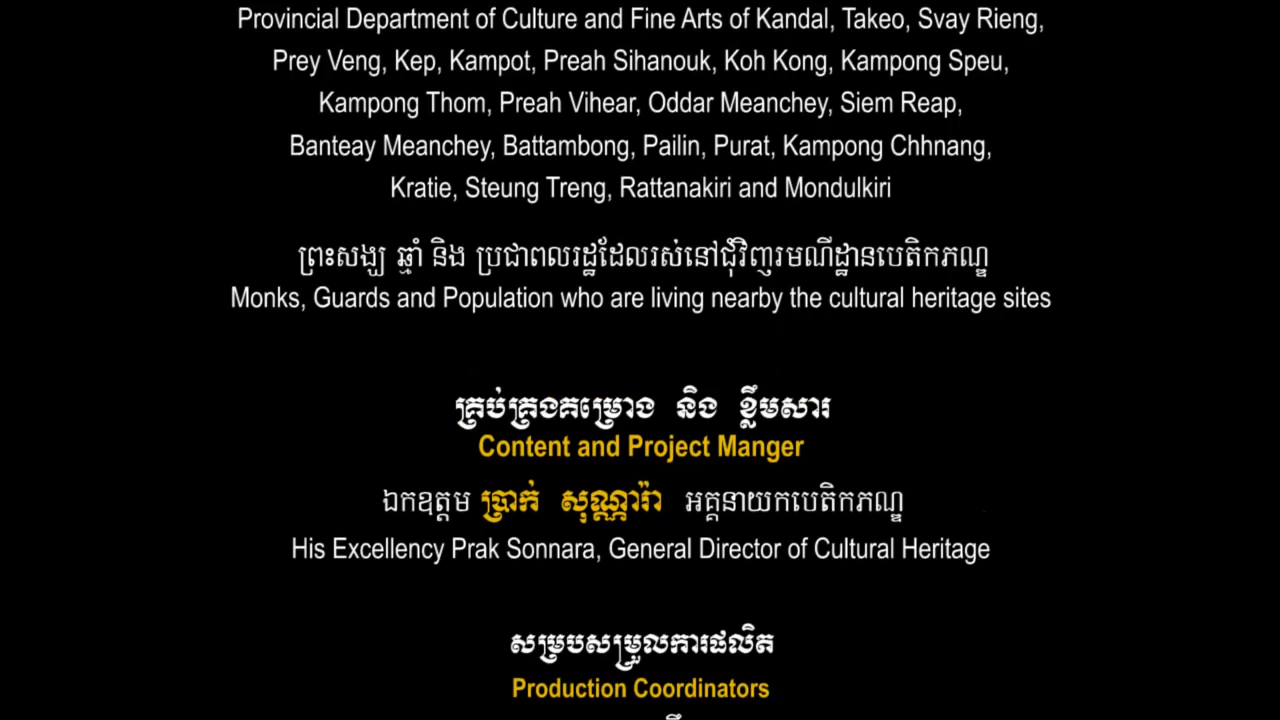 Provincial Department of Culture and Fine Arts of Kandal, Takeo, Svay Rieng,
Prey Veng, Kep, Kampot, Preah Sihanouk, Koh Kong, Kampong Speu,
Kampong Thom, Preah Vihear, Oddar Meanchey, Siem Reap,
Banteay Meanchey, Battambong, Pailin, Purat, Kampong Chhnang,
Kratie, Steung Treng, Rattanakiri and Mondulkiri
ព្រះសង្ឃ ឆ្មាំ និង ប្រជាពលរដ្ឋដែលរស់នៅជុំវិញរមណីដ្ឋានបេតិកភណ្ឌ
Monks, Guards and Population who are living nearby the cultural heritage sites
គ្រប់គ្រងគម្រោង និង ខ្លឹមសារ
Content and Project Manger
ឯកឧត្តម ប្រាក់ សុណ្ណារ៉ា អគ្គនាយកបេតិកភណ្ឌ
His Excellency Prak Sonnara, General Director of Cultural Heritage
សម្របសម្រួលការផលិត
Production Coordinators